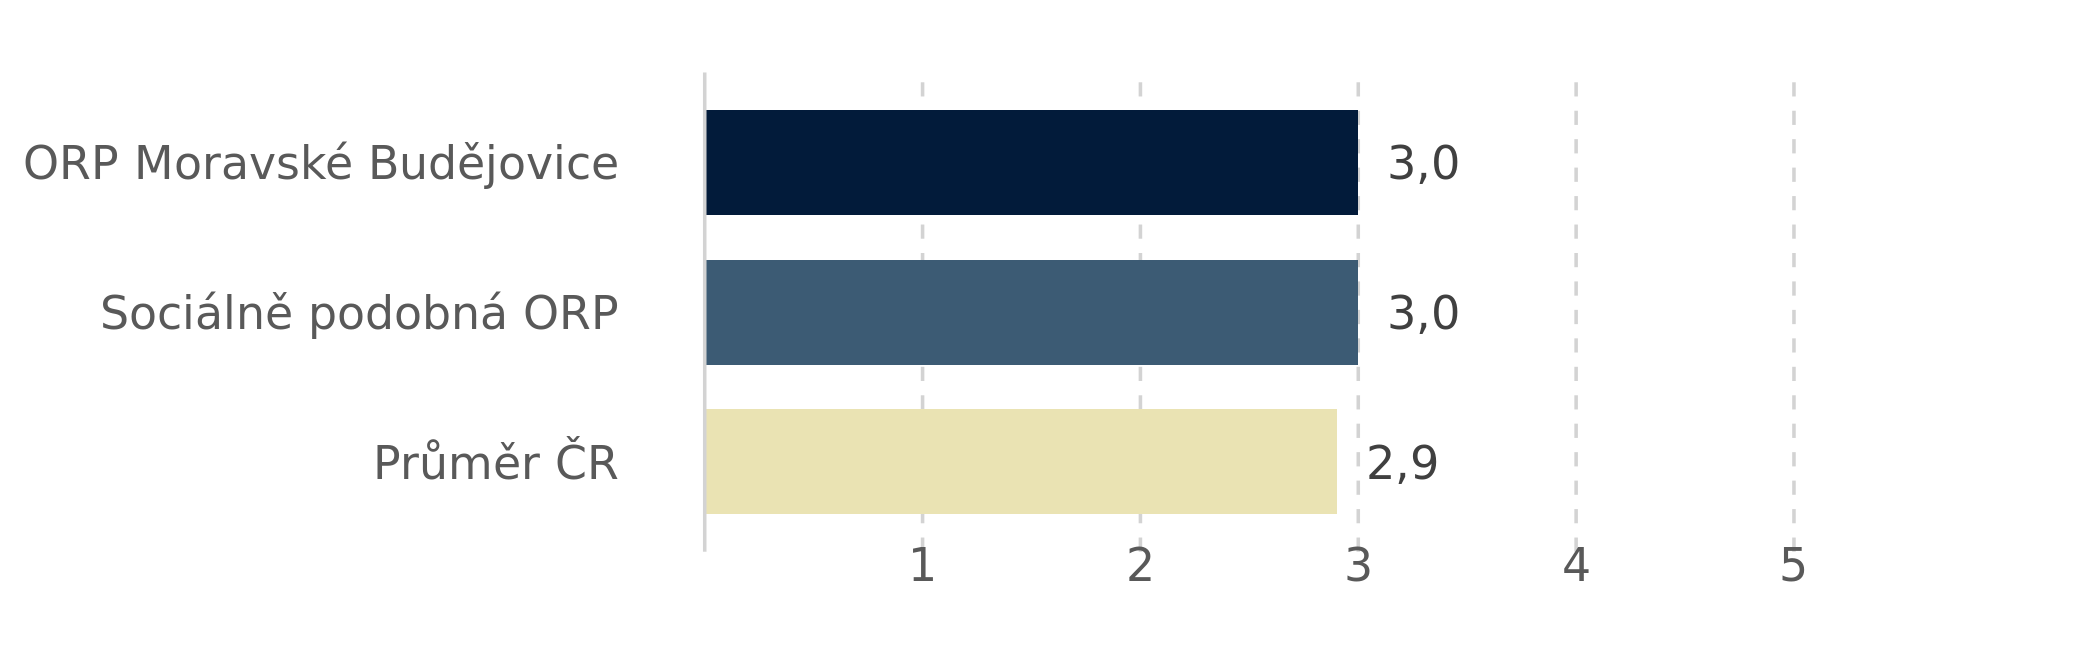 ORP Moravské Budějovice 3,0
Sociálně podobná ORP 3,0
Průměr ČR 2,9
1 2 3 4 5